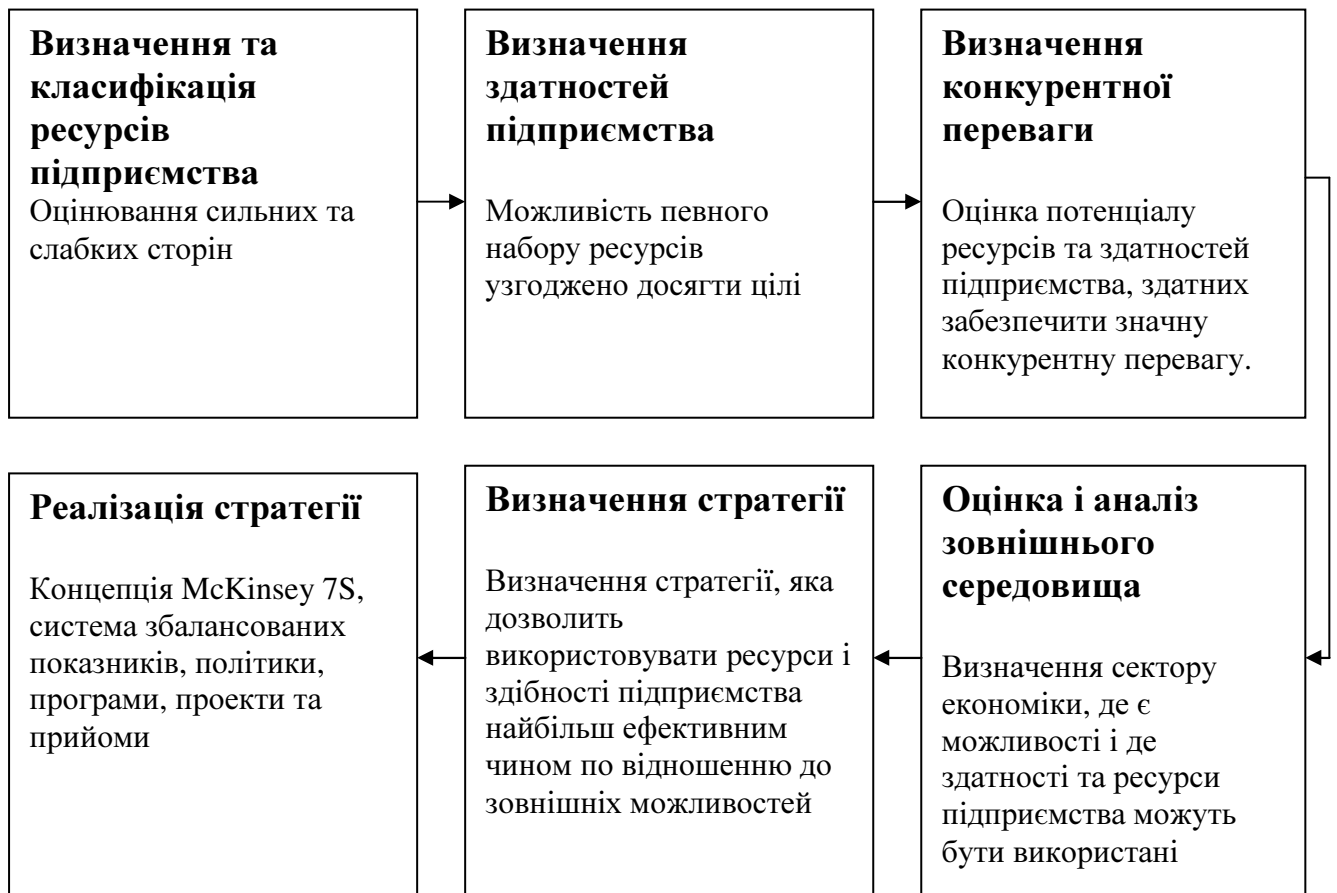 Визначення та
класифікація
ресурсів
підприємства
Оцінювання сильних та
слабких сторін
Визначення
здатностей
підприємства
Можливість певного
набору ресурсів
узгоджено досягти цілі
Визначення
конкурентної
переваги
Оцінка потенціалу
ресурсів та здатностей
підприємства, здатних
забезпечити значну
конкурентну перевагу.
Оцінка і аналіз
зовнішнього
середовища
Визначення сектору
економіки, де є
можливості і де
здатності та ресурси
підприємства можуть
бути використані
Визначення стратегії
Визначення стратегії, яка
дозволить
використовувати ресурси і
здібності підприємства
найбільш ефективним
чином по відношенню до
зовнішніх можливостей
Реалізація стратегії
Концепція McKinsey 7S,
система збалансованих
показників, політики,
програми, проекти та
прийоми